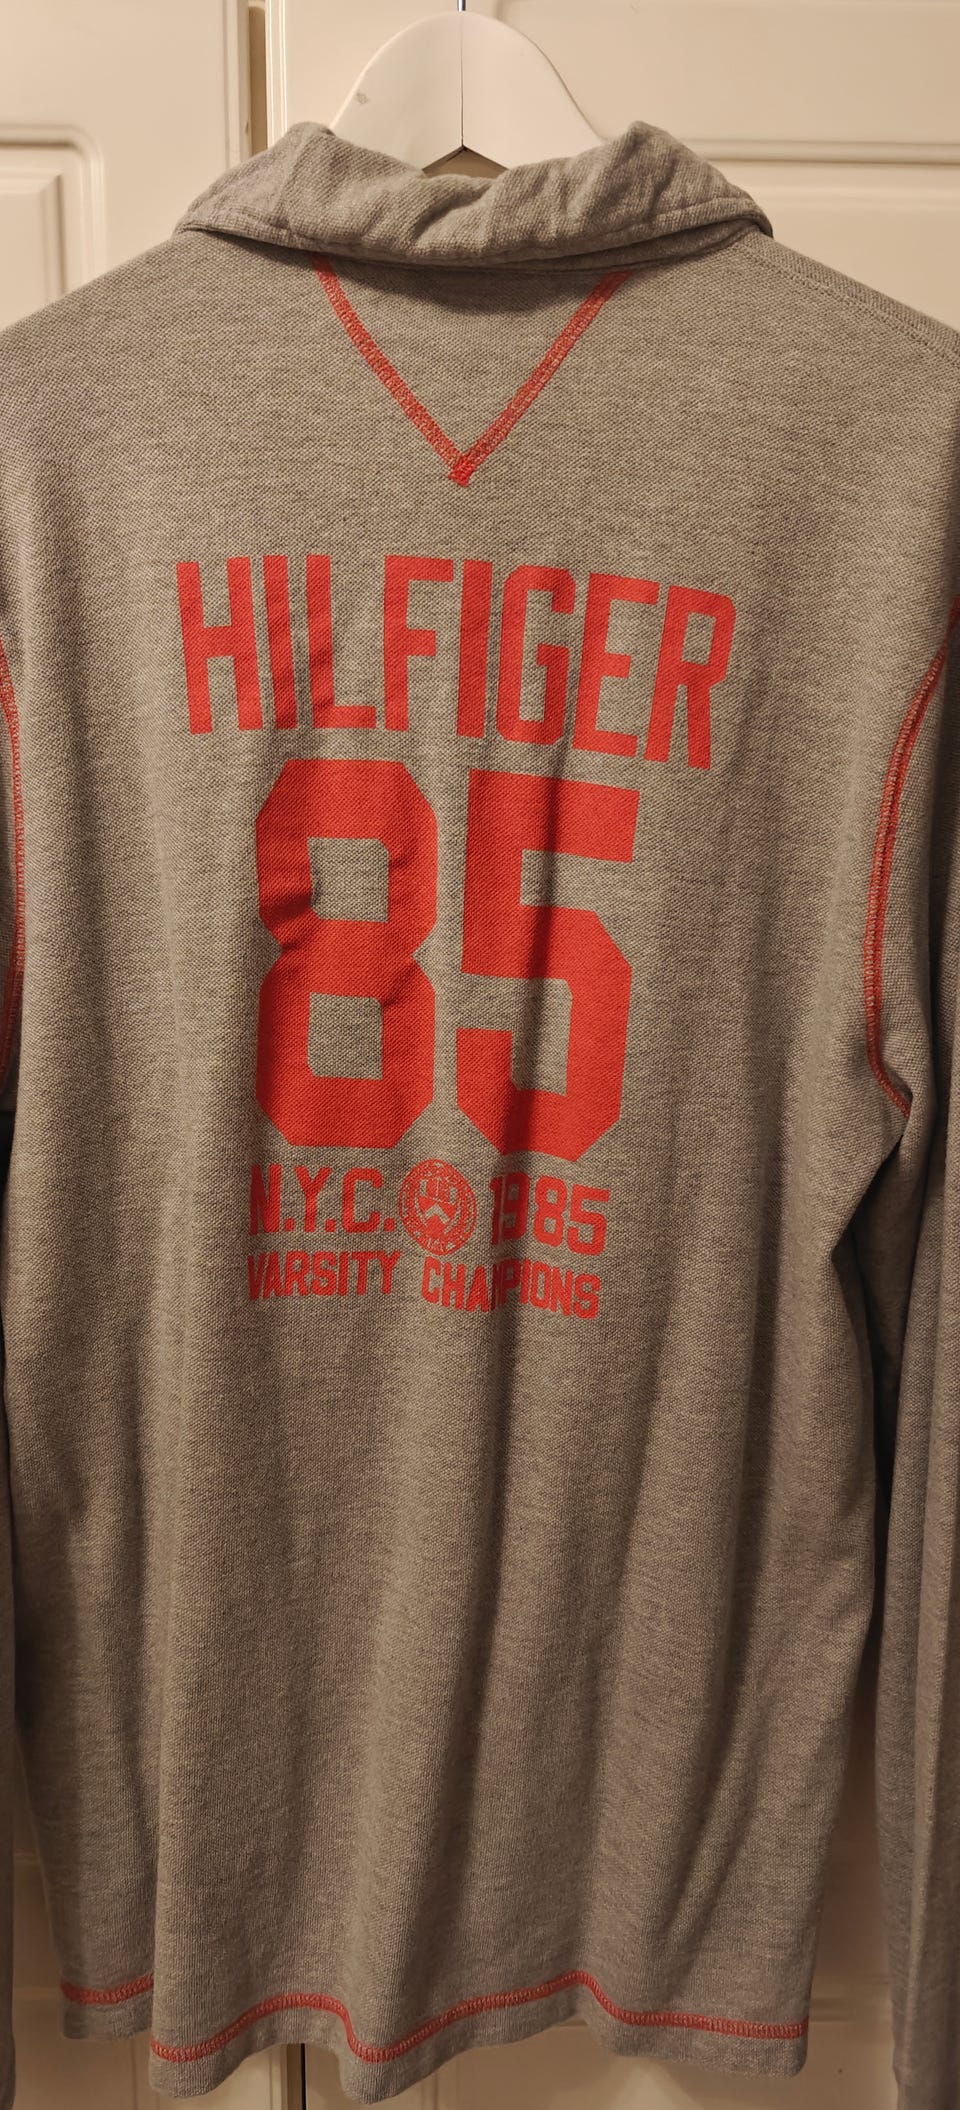 HILFIGER
85
N.Y.C. 1985
VARSITY CHAMPIONS